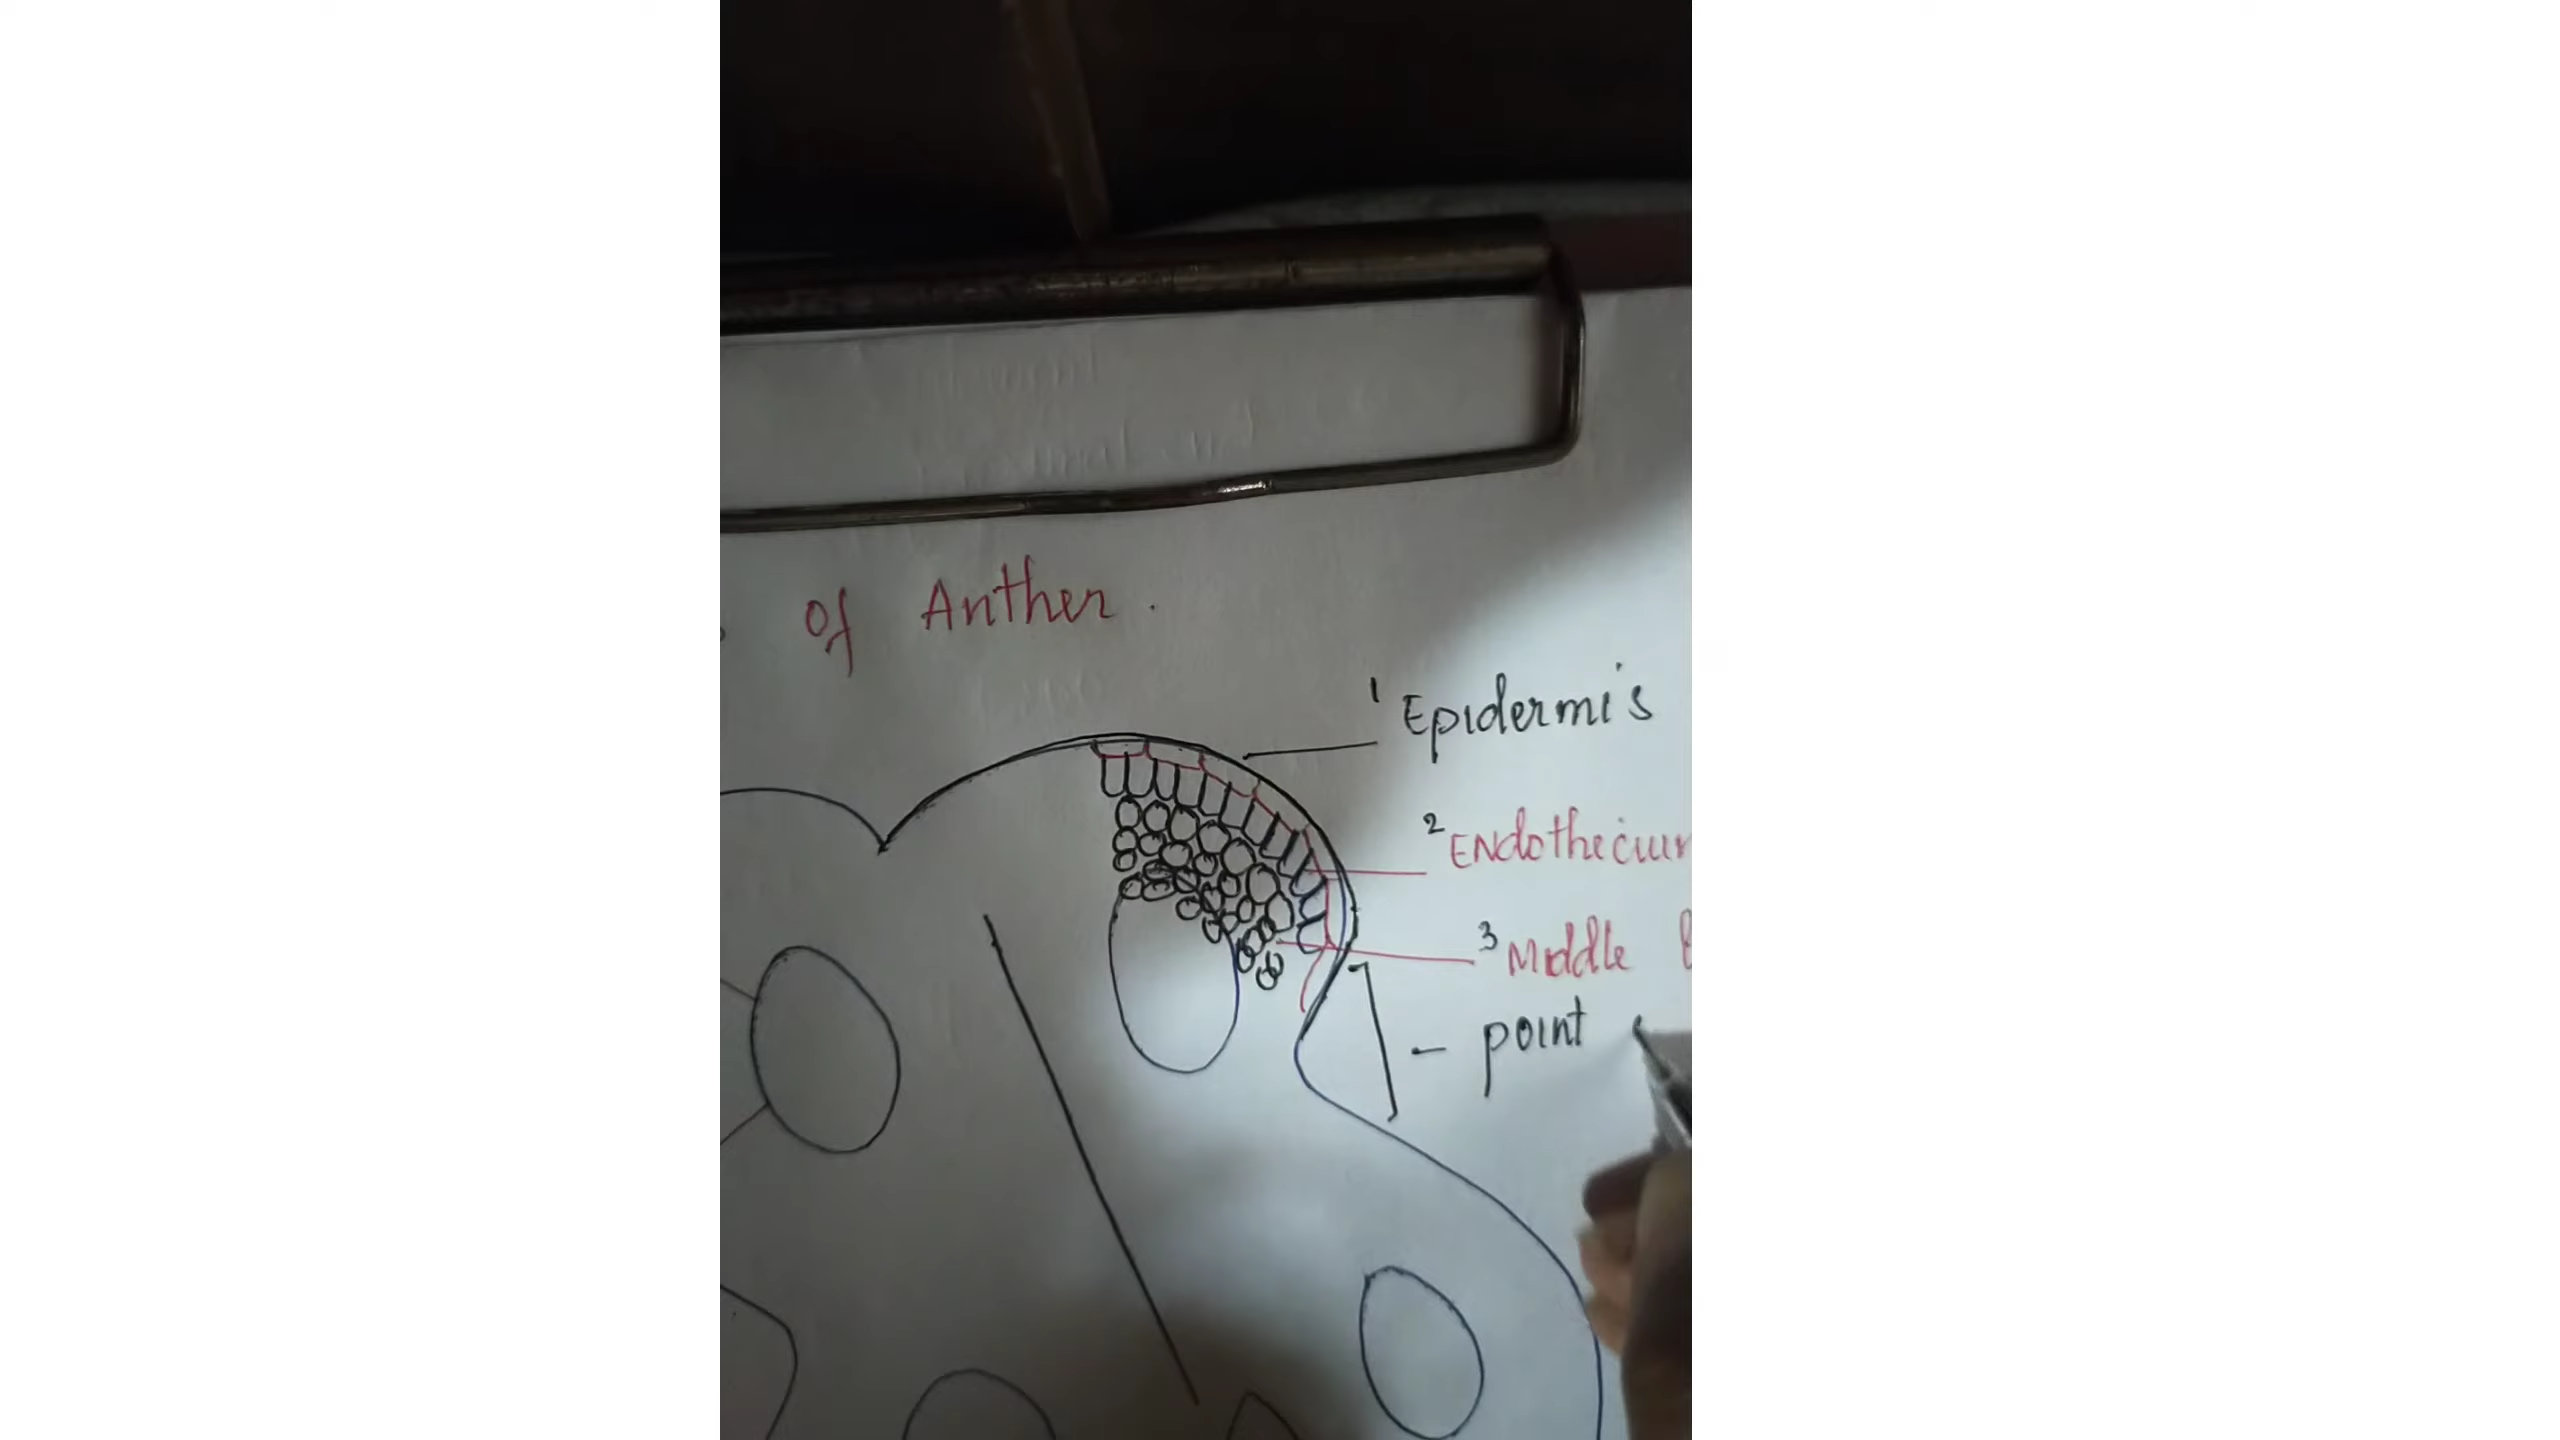 Of Anther.
1 Epidermis
2 Endothecium
3 Middle
- point